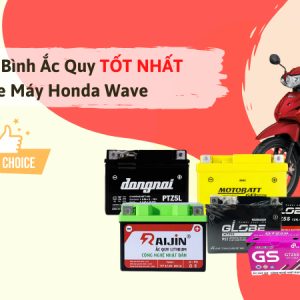 Bình Ắc Quy TỐT NHẤT
e Máy Honda Wave
CHOICE
dongnai
PTZ5L
MOTOBATT
GLOBE
RAIJIN
ẮC QUY LITHIUM
CÔNG NGHỆ NHẬT BẢN
GS